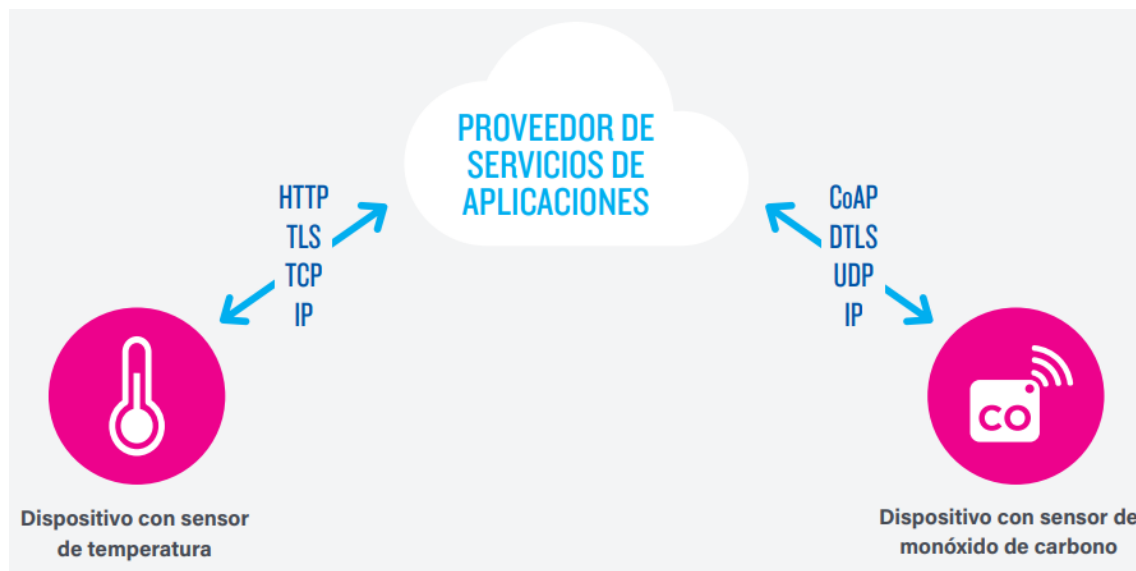 PROVEEDOR DE
SERVICIOS DE
APLICACIONES
HTTP
TLS
TCP
IP
CoAP
DTLS
UDP
IP
CO
Dispositivo con sensor
de temperatura
Dispositivo con sensor de
monóxido de carbono